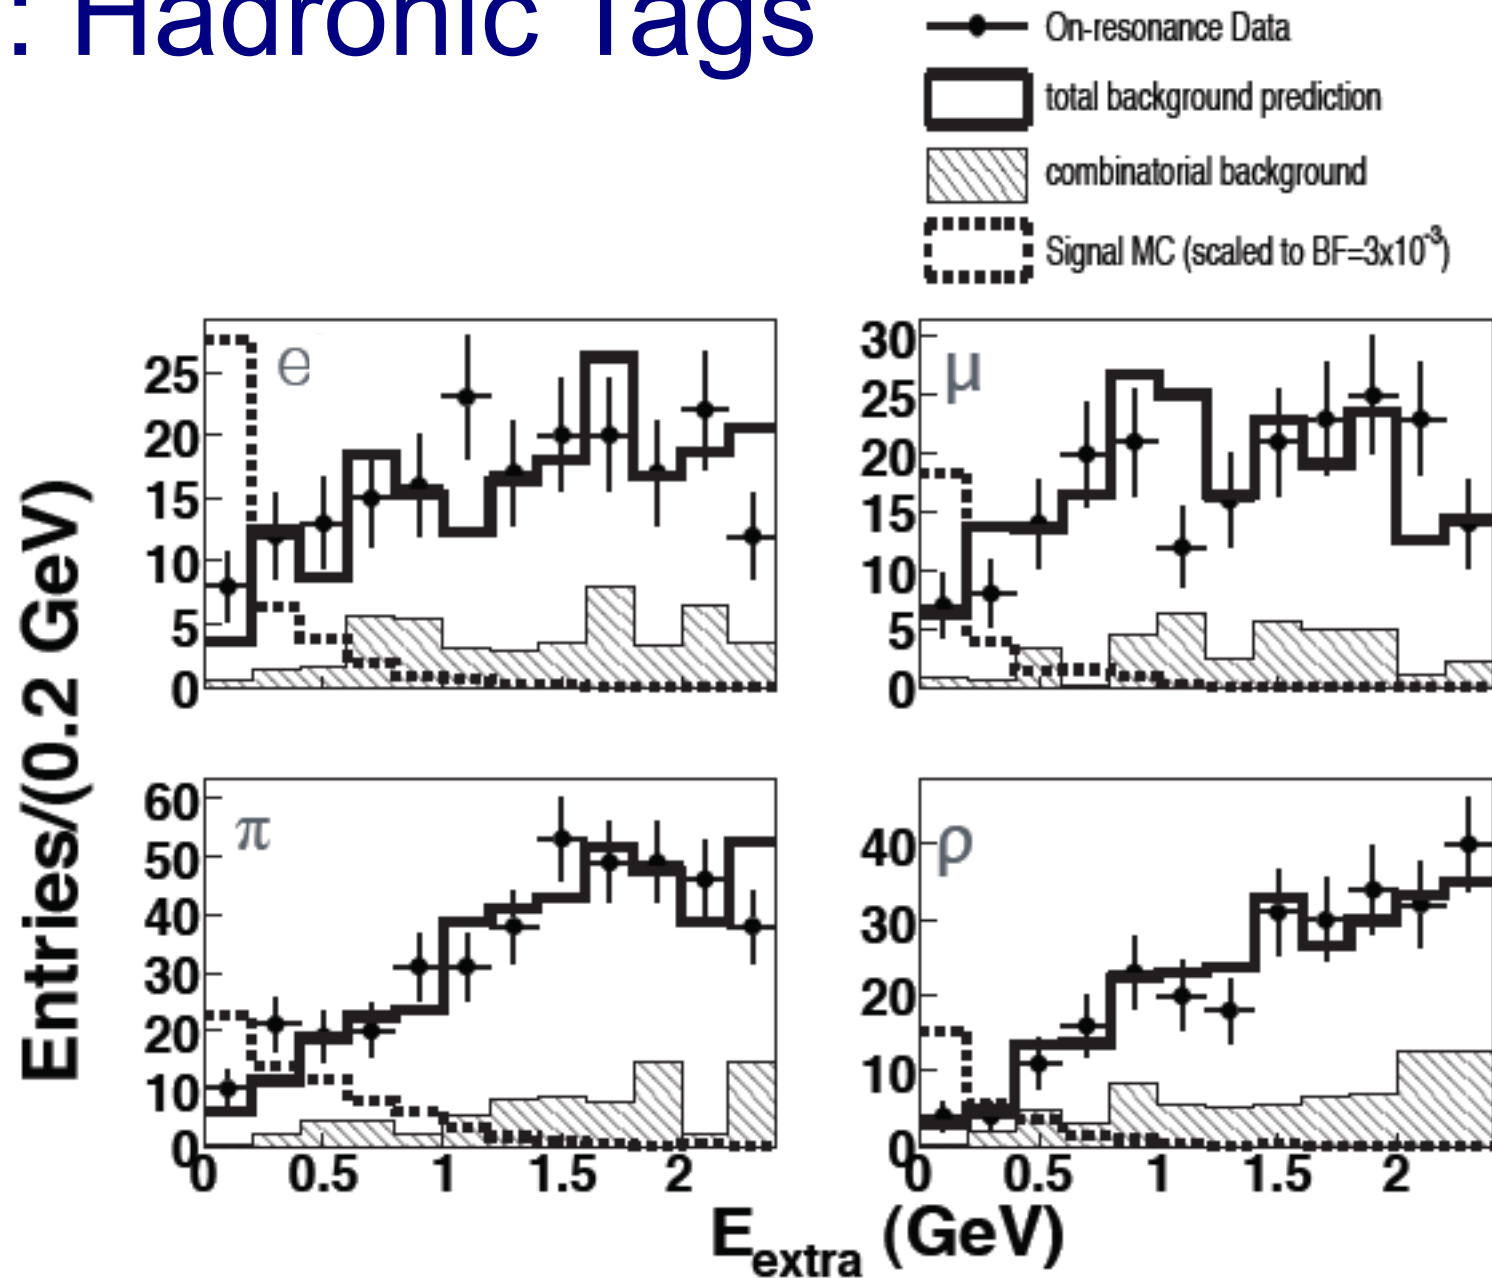 : Hadronic Tags
On-resonance Data
total background prediction
combinatorial background
Signal MC (scaled to BF=3x10⁻³)
e
25
20
15
10
5
0
μ
30
25
20
15
10
5
0
π
60
50
40
30
20
10
0
0 0.5 1 1.5 2
ρ
40
30
20
10
0
0 0.5 1 1.5 2
Entries/(0.2 GeV)
E_extra (GeV)